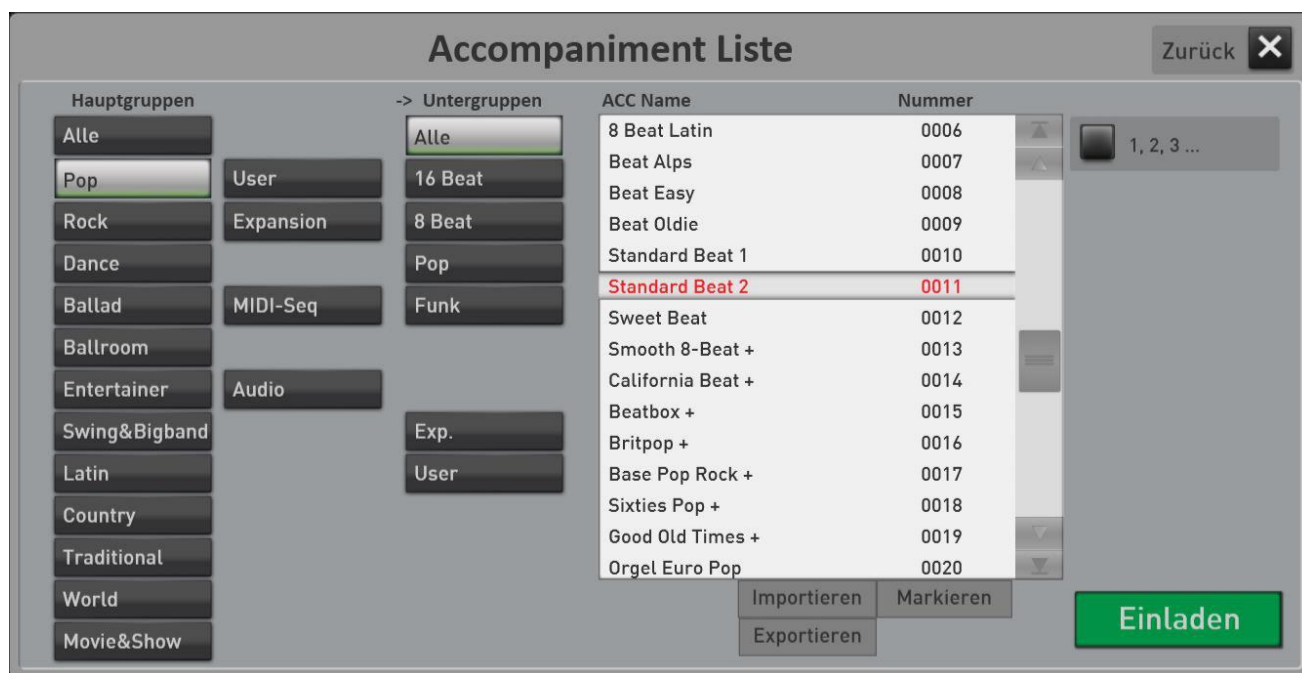 Accompaniment Liste
Zurück
Hauptgruppen
-> Untergruppen
ACC Name Nummer
Alle
Pop
Rock
Dance
Ballad
Ballroom
Entertainer
Swing&Bigband
Latin
Country
Traditional
World
Movie&Show
User
Expansion
MIDI-Seq
Audio
Alle
16 Beat
8 Beat
Pop
Funk
Exp.
User
8 Beat Latin 0006
Beat Alps 0007
Beat Easy 0008
Beat Oldie 0009
Standard Beat 1 0010
Standard Beat 2 0011
Sweet Beat 0012
Smooth 8-Beat + 0013
California Beat + 0014
Beatbox + 0015
Britpop + 0016
Base Pop Rock + 0017
Sixties Pop + 0018
Good Old Times + 0019
Orgel Euro Pop 0020
1, 2, 3 ...
Importieren Markieren
Exportieren
Einladen